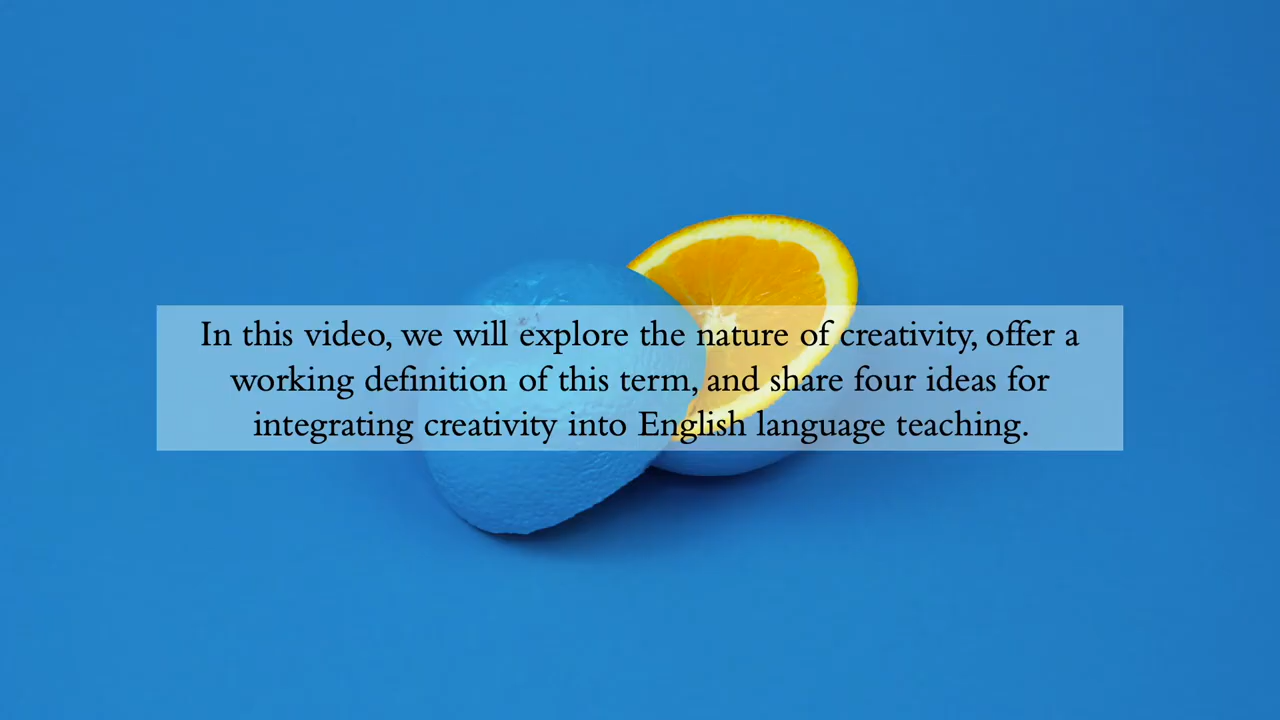 In this video, we will explore the nature of creativity, offer a
working definition of this term, and share four ideas for
integrating creativity into English language teaching.